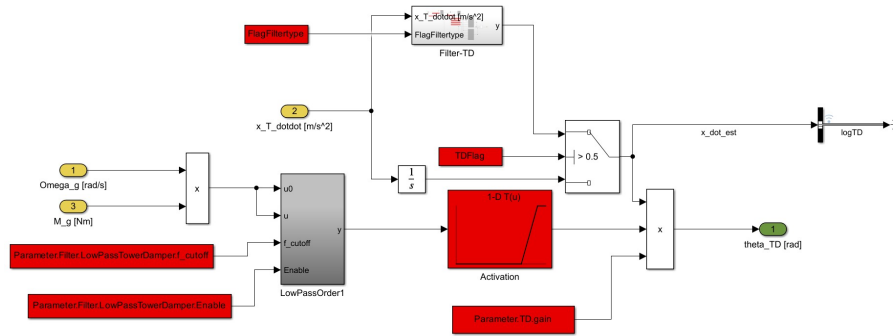 x_T_dotdot [m/s^2]
y
FlagFiltertype
FlagFiltertype
Filter-TD
2
x_T_dotdot [m/s^2]
x_dot_est
logTD
TDFlag
> 0.5
1
Omega_g [rad/s]
x
1
s
1-D T(u)
u0
3
M_g [Nm]
u
y
x
1
theta_TD [rad]
Parameter.Filter.LowPassTowerDamper.f_cutoff
f_cutoff
Enable
Activation
LowPassOrder1
Parameter.Filter.LowPassTowerDamper.Enable
Parameter.TD.gain